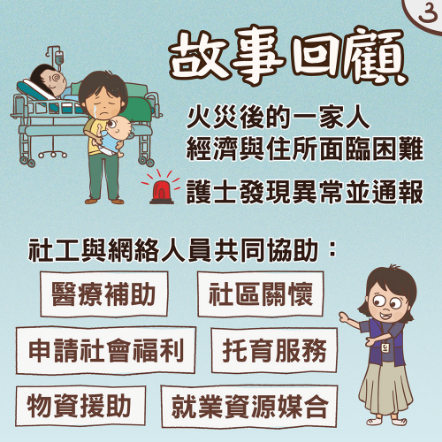 3
故事回顧
火災後的一家人
經濟與住所面臨困難
護士發現異常並通報
社工與網絡人員共同協助：
醫療補助
社區關懷
申請社會福利
托育服務
物資援助
就業資源媒合